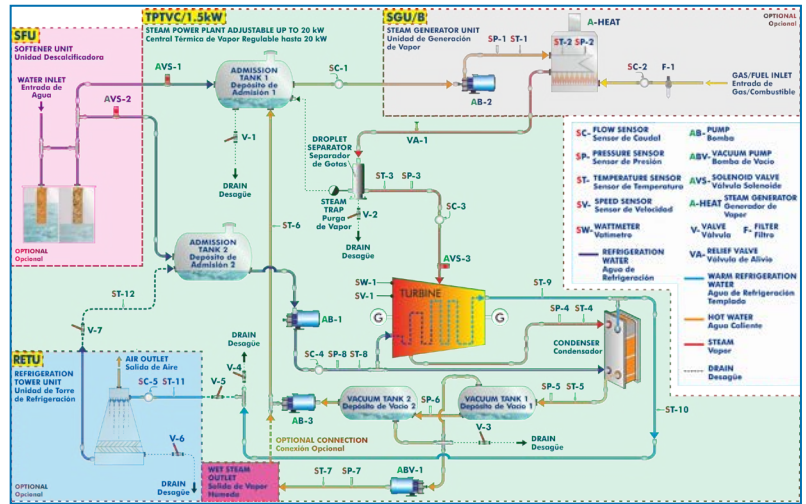 SFU
SOFTENER UNIT
Unidad Descalcificadora
WATER INLET
Entrada de
Agua
AVS-1
AVS-2
OPTIONAL
Opcional
TPTVC/1.5kW
STEAM POWER PLANT ADJUSTABLE UP TO 20 kW
Central Térmica de Vapor Regulable hasta 20 kW
ADMISSION
TANK 1
Depósito de
Admisión 1
SC-1
V-1
DRAIN
Desagüe
SGU/B
STEAM GENERATOR UNIT
Unidad de Generación
de Vapor
SP-1 ST-1
AB-2
A-HEAT
ST-2 SP-2
OPTIONAL
Opcional
SC-2
F-1
GAS/FUEL INLET
Entrada de
Gas/Combustible
VA-1
DROPLET
SEPARATOR
Separador
de Gotas
ST-3 SP-3
STEAM
TRAP
Purga
de Vapor
V-2
DRAIN
Desagüe
SC-3
AVS-3
ST-6
ADMISSION
TANK 2
Depósito de
Admisión 2
ST-12
V-7
AB-1
SW-1
SV-1
TURBINE
G
G
ST-9
SP-4 ST-4
CONDENSER
Condensador
SC-4 SP-8 ST-8
SP-5 ST-5
ST-10
SP-6
VACUUM TANK 2
Depósito de Vacío 2
VACUUM TANK 1
Depósito de Vacío 1
AB-3
V-3
DRAIN
Desagüe
OPTIONAL CONNECTION
Conexión Opcional
WET STEAM
OUTLET
Salida de Vapor
Húmedo
ST-7 SP-7
ABV-1
RETU
REFRIGERATION
TOWER UNIT
Unidad de Torre
de Refrigeración
AIR OUTLET
Salida de Aire
SC-5 ST-11
V-5
V-4
DRAIN
Desagüe
V-6
DRAIN
Desagüe
OPTIONAL
Opcional
SC- FLOW SENSOR
Sensor de Caudal
SP- PRESSURE SENSOR
Sensor de Presión
ST- TEMPERATURE SENSOR
Sensor de Temperatura
SV- SPEED SENSOR
Sensor de Velocidad
SW- WATTMETER
Vatímetro
REFRIGERATION
WATER
Agua de
Refrigeración
AB- PUMP
Bomba
ABV- VACUUM PUMP
Bomba de Vacío
AVS- SOLENOID VALVE
Válvula Solenoide
A-HEAT STEAM GENERATOR
Generador de
Vapor
V- VALVE F- FILTER
Válvula Filtro
VA- RELIEF VALVE
Válvula de Alivio
WARM REFRIGERATION
WATER
Agua de Refrigeración
Templada
HOT WATER
Agua Caliente
STEAM
Vapor
DRAIN
Desagüe